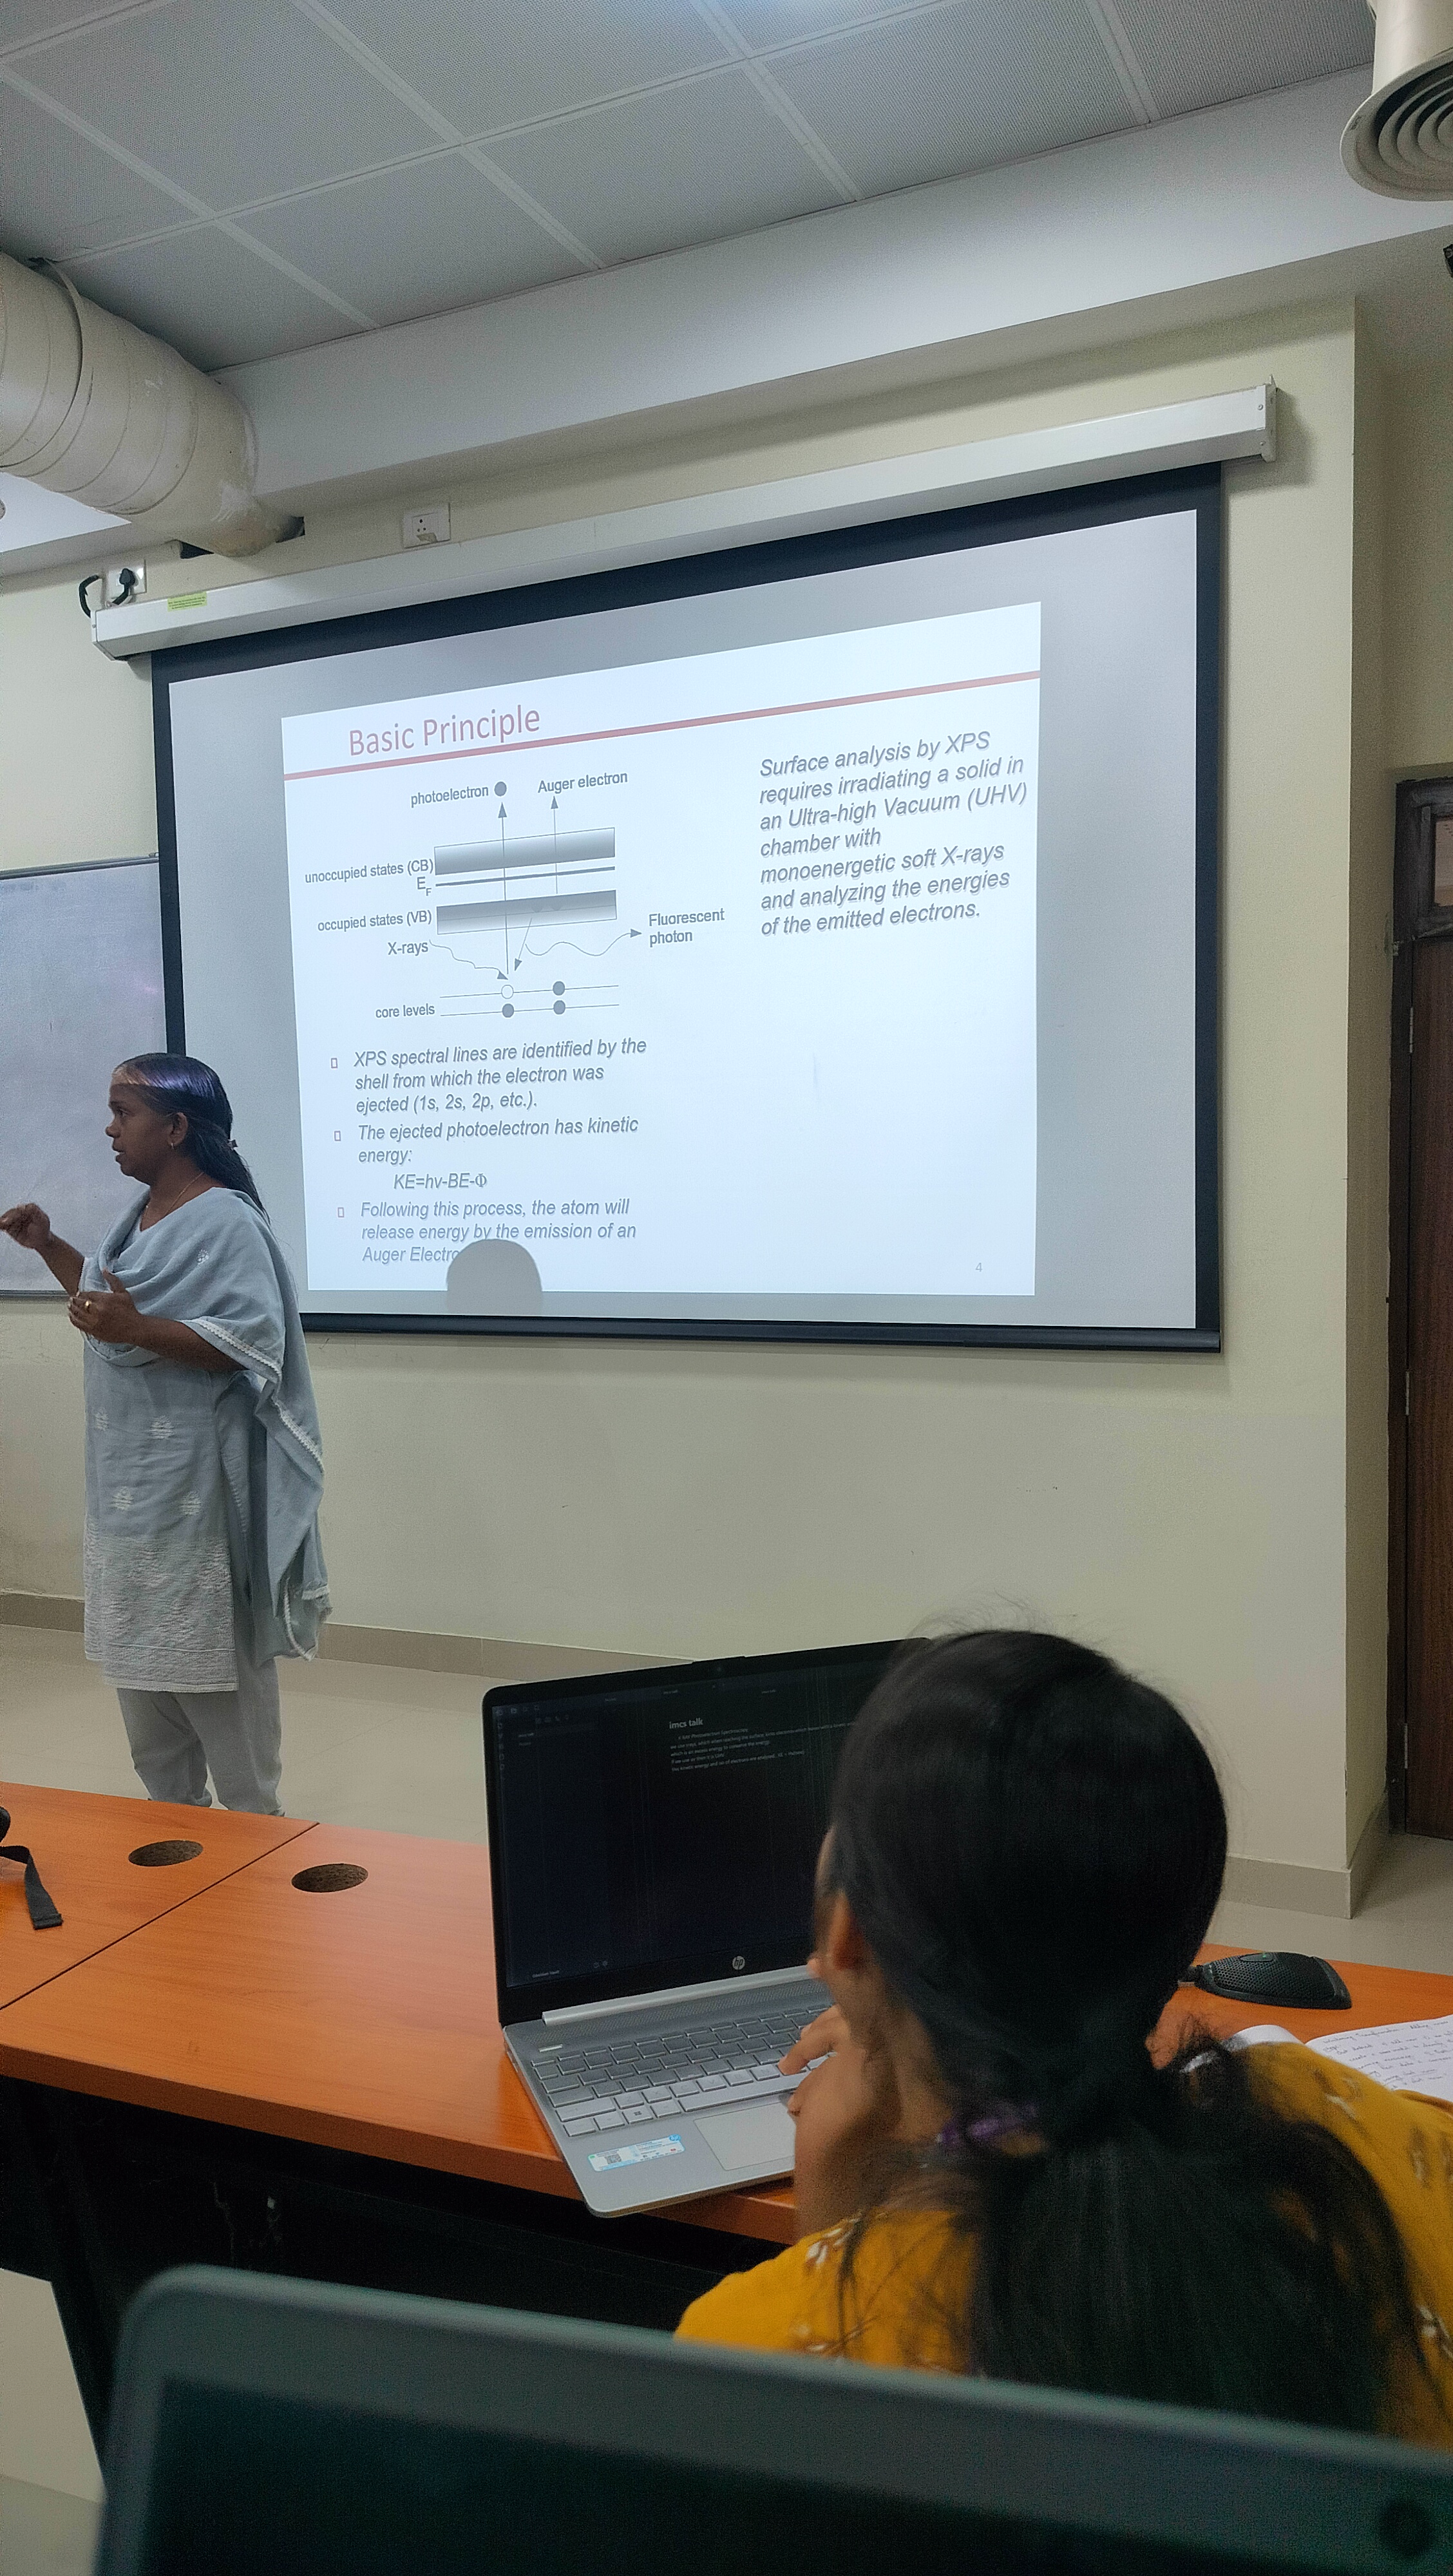 Basic Principle
photoelectron
Auger electron
unoccupied states (CB)
E
F
occupied states (VB)
X-rays
Fluorescent
photon
core levels
Surface analysis by XPS
requires irradiating a solid in
an Ultra-high Vacuum (UHV)
chamber with
monoenergetic soft X-rays
and analyzing the energies
of the emitted electrons.
XPS spectral lines are identified by the
shell from which the electron was
ejected (1s, 2s, 2p, etc.).
The ejected photoelectron has kinetic
energy:
KE=hv-BE-Φ
Following this process, the atom will
release energy by the emission of an
Auger
4
imcs talk
hp